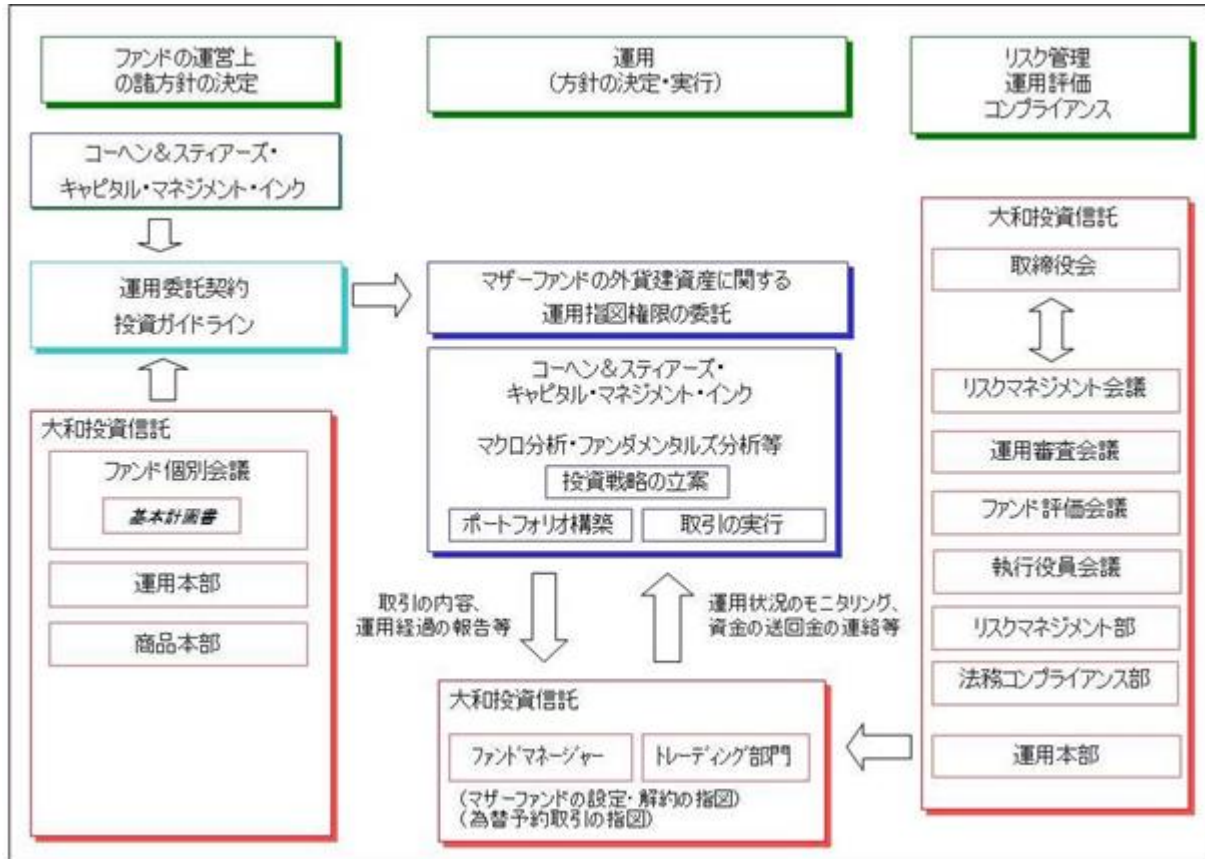 ファンドの運営上
の諸方針の決定
運用
(方針の決定・実行)
リスク管理
運用評価
コンプライアンス
コーヘン＆スティアーズ・
キャピタル・マネジメント・インク
運用委託契約
投資ガイドライン
マザーファンドの外貨建資産に関する
運用指図権限の委託
コーヘン＆スティアーズ・
キャピタル・マネジメント・インク
マクロ分析・ファンダメンタルズ分析等
投資戦略の立案
ポートフォリオ構築
取引の実行
大和投資信託
ファンド個別会議
基本計画書
運用本部
商品本部
取引の内容、
運用経過の報告等
運用状況のモニタリング、
資金の送回金の連絡等
大和投資信託
ファンドマネージャー
トレーディング部門
(マザーファンドの設定・解約の指図)
(為替予約取引の指図)
大和投資信託
取締役会
リスクマネジメント会議
運用審査会議
ファンド評価会議
執行役員会議
リスクマネジメント部
法務コンプライアンス部
運用本部